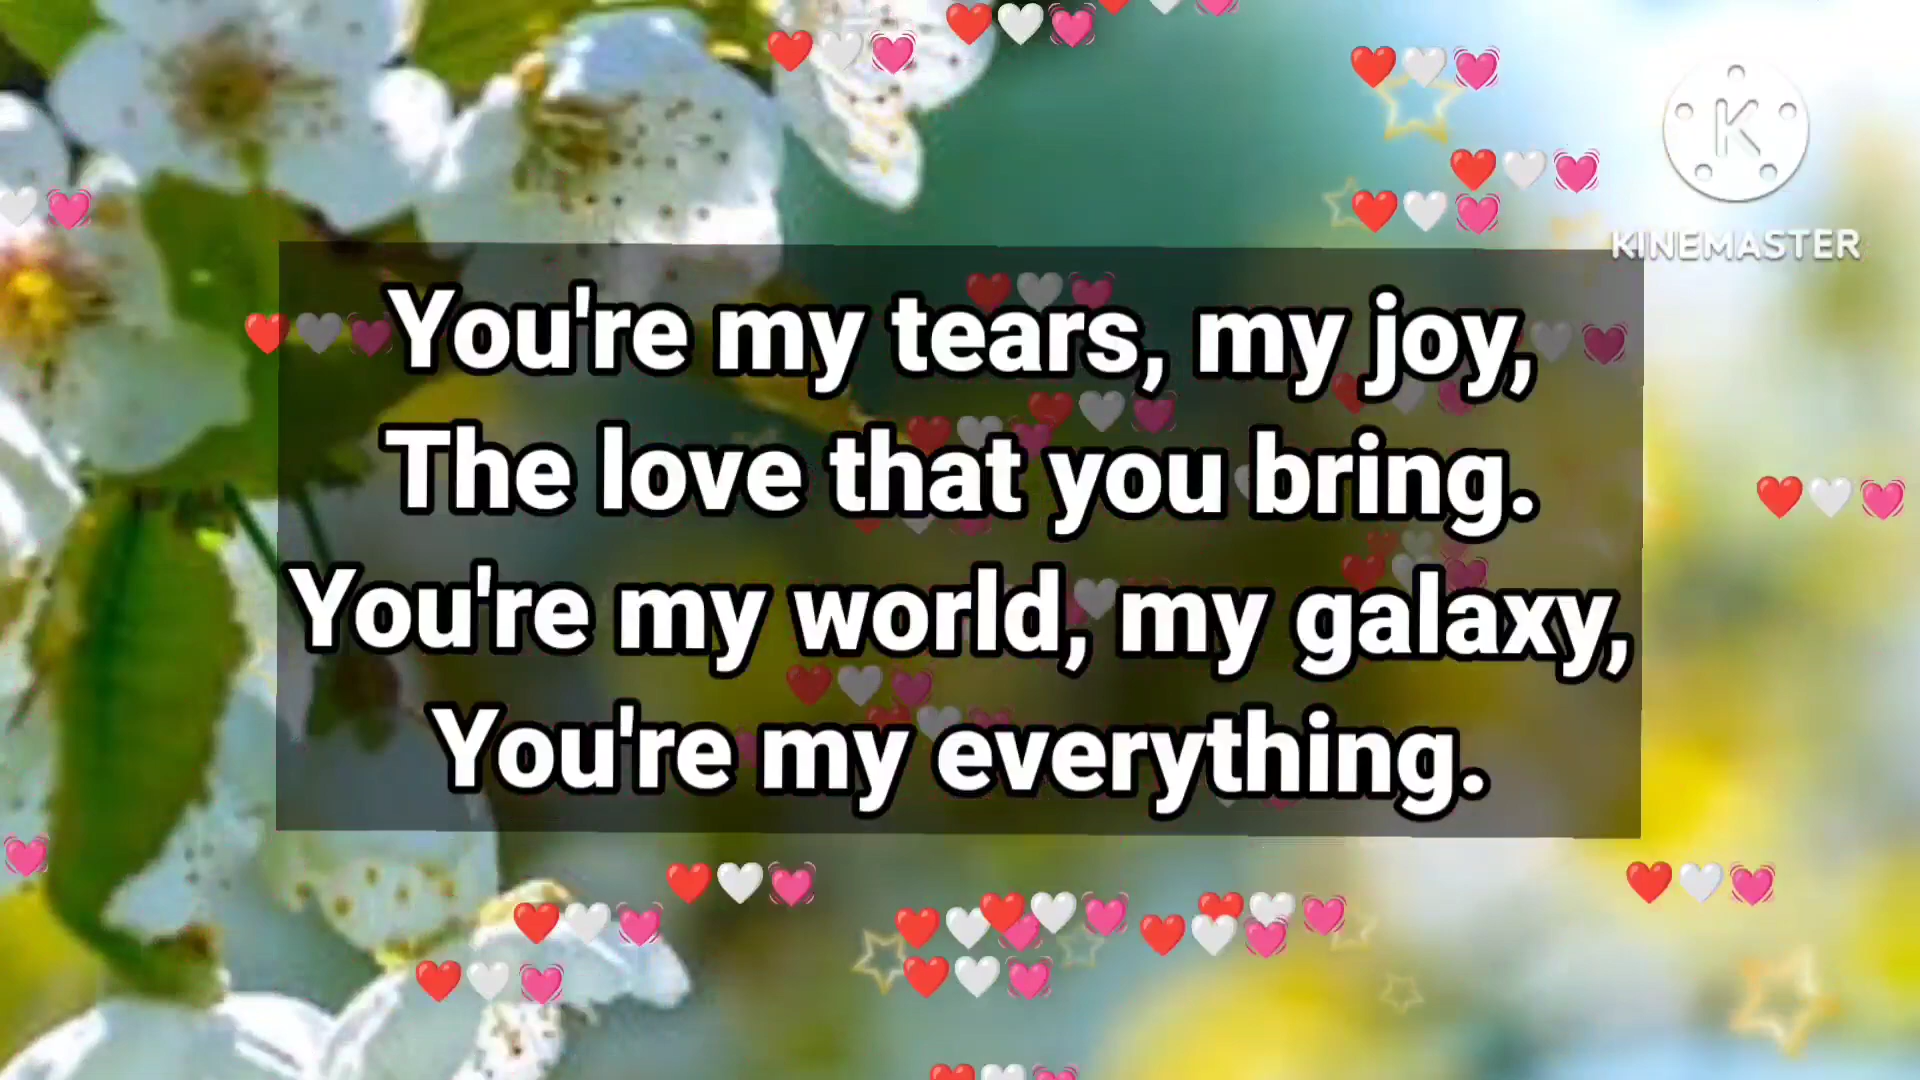 K
KINEMASTER
You're my tears, my joy,
The love that you bring.
You're my world, my galaxy,
You're my everything.